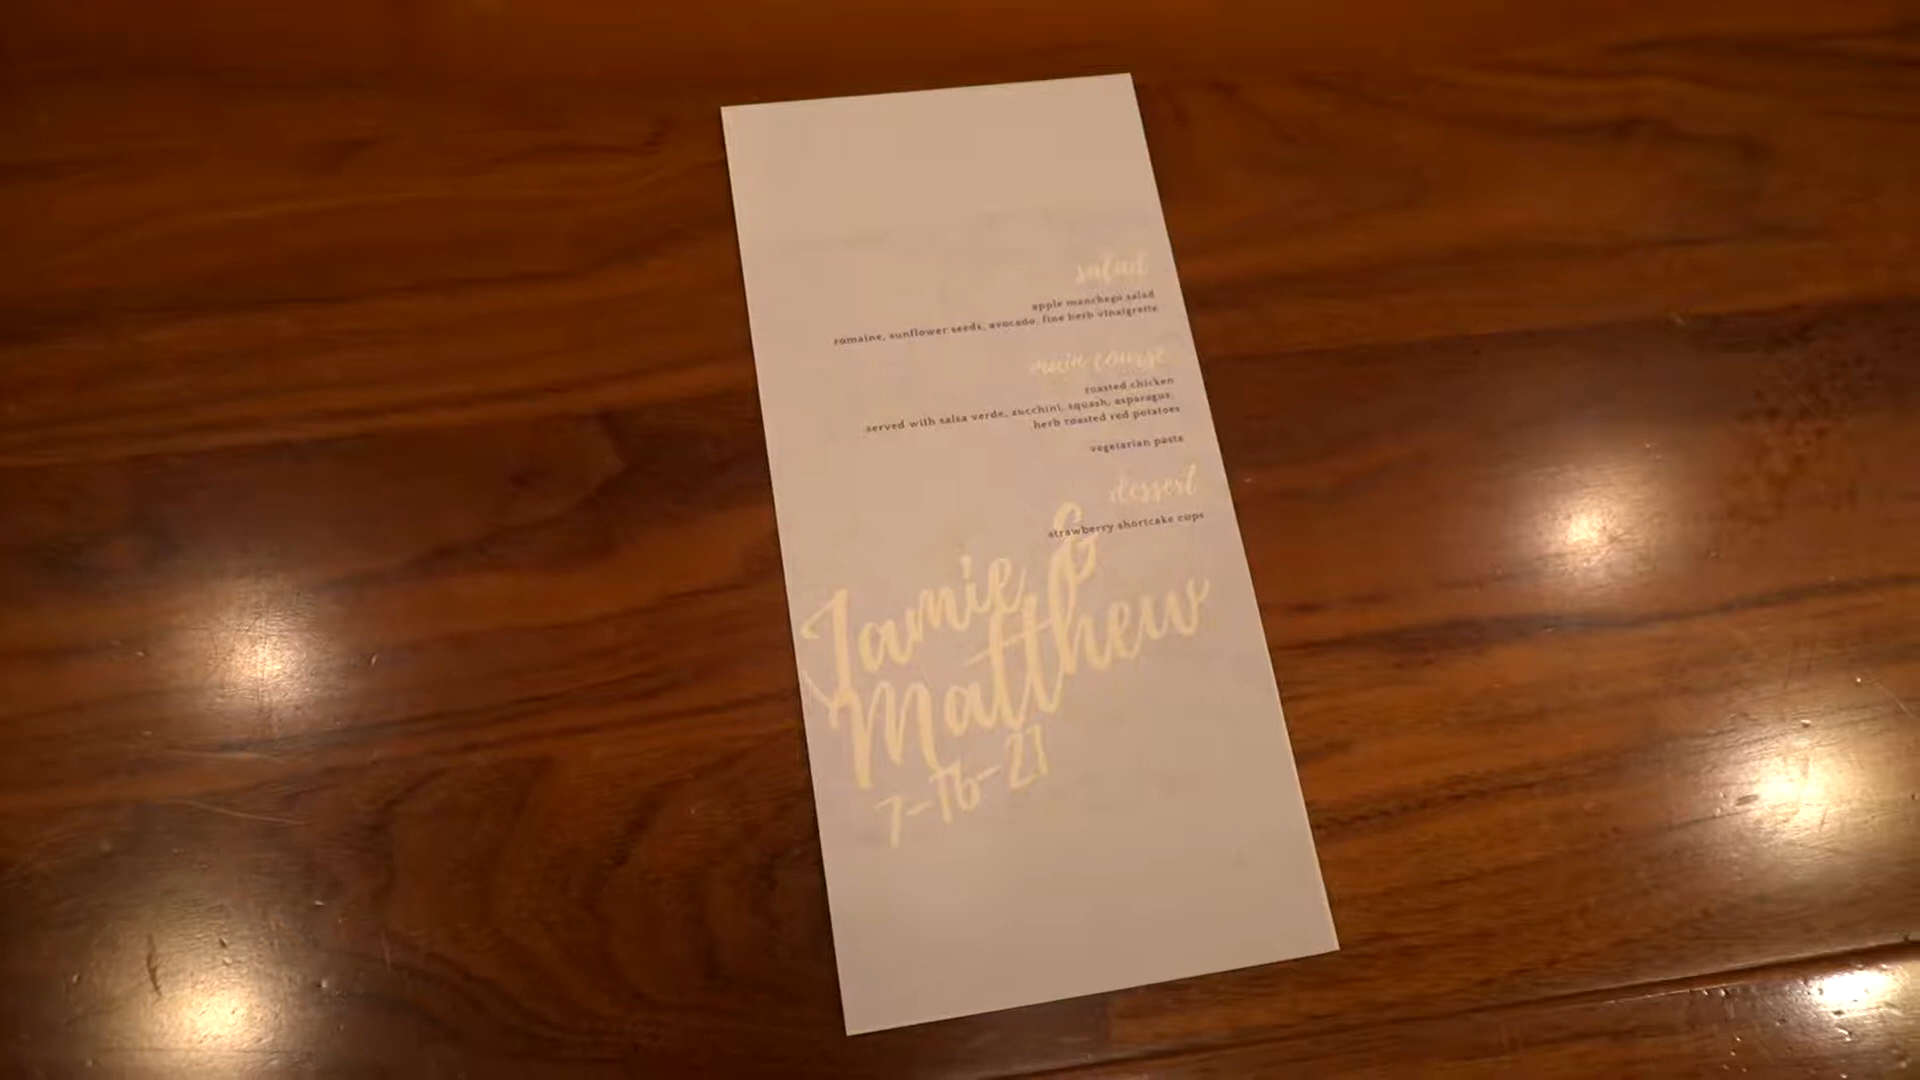 salad
apple manchego salad
romaine, sunflower seeds, avocado, fine herb vinaigrette
main course
roasted chicken
served with salsa verde, zucchini, squash, asparagus,
herb roasted red potatoes
vegetarian pasta
dessert
strawberry shortcake cups
Jamie &
Matthew
7-16-21